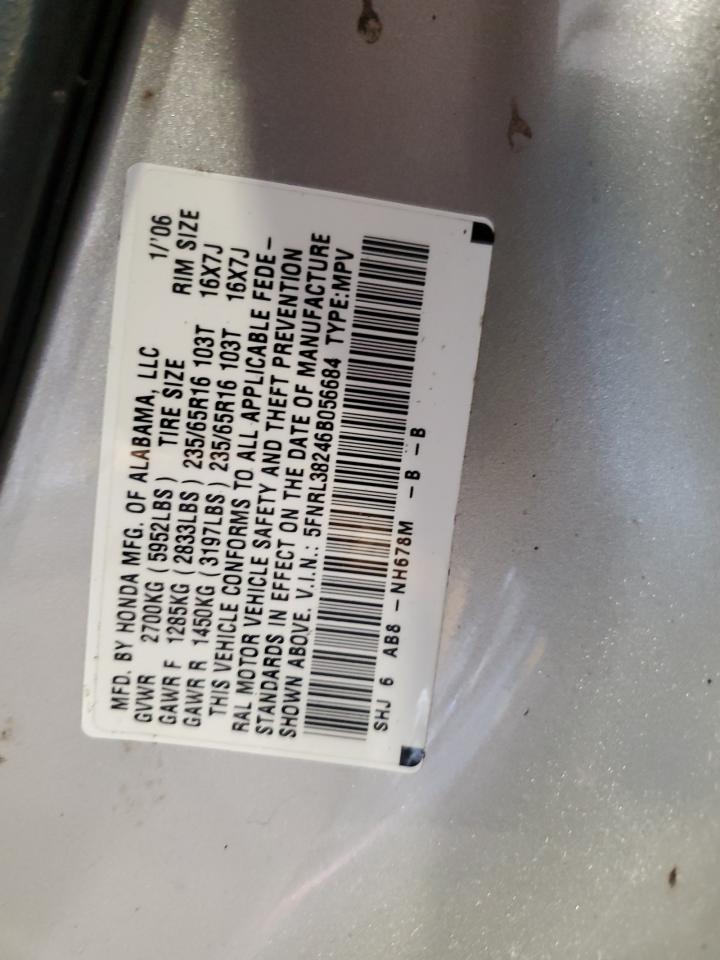 MFD. BY HONDA MFG. OF ALABAMA, LLC 1/'06
GVWR 2700KG (5952LBS) TIRE SIZE RIM SIZE
GAWR F 1285KG (2833LBS) 235/65R16 103T 16X7J
GAWR R 1450KG (3197LBS) 235/65R16 103T 16X7J
THIS VEHICLE CONFORMS TO ALL APPLICABLE FEDE-
RAL MOTOR VEHICLE SAFETY AND THEFT PREVENTION
STANDARDS IN EFFECT ON THE DATE OF MANUFACTURE
SHOWN ABOVE. V.I.N.: 5FNRL38246B056684 TYPE:MPV
SHJ 6 AB8 -NH678M -B -B